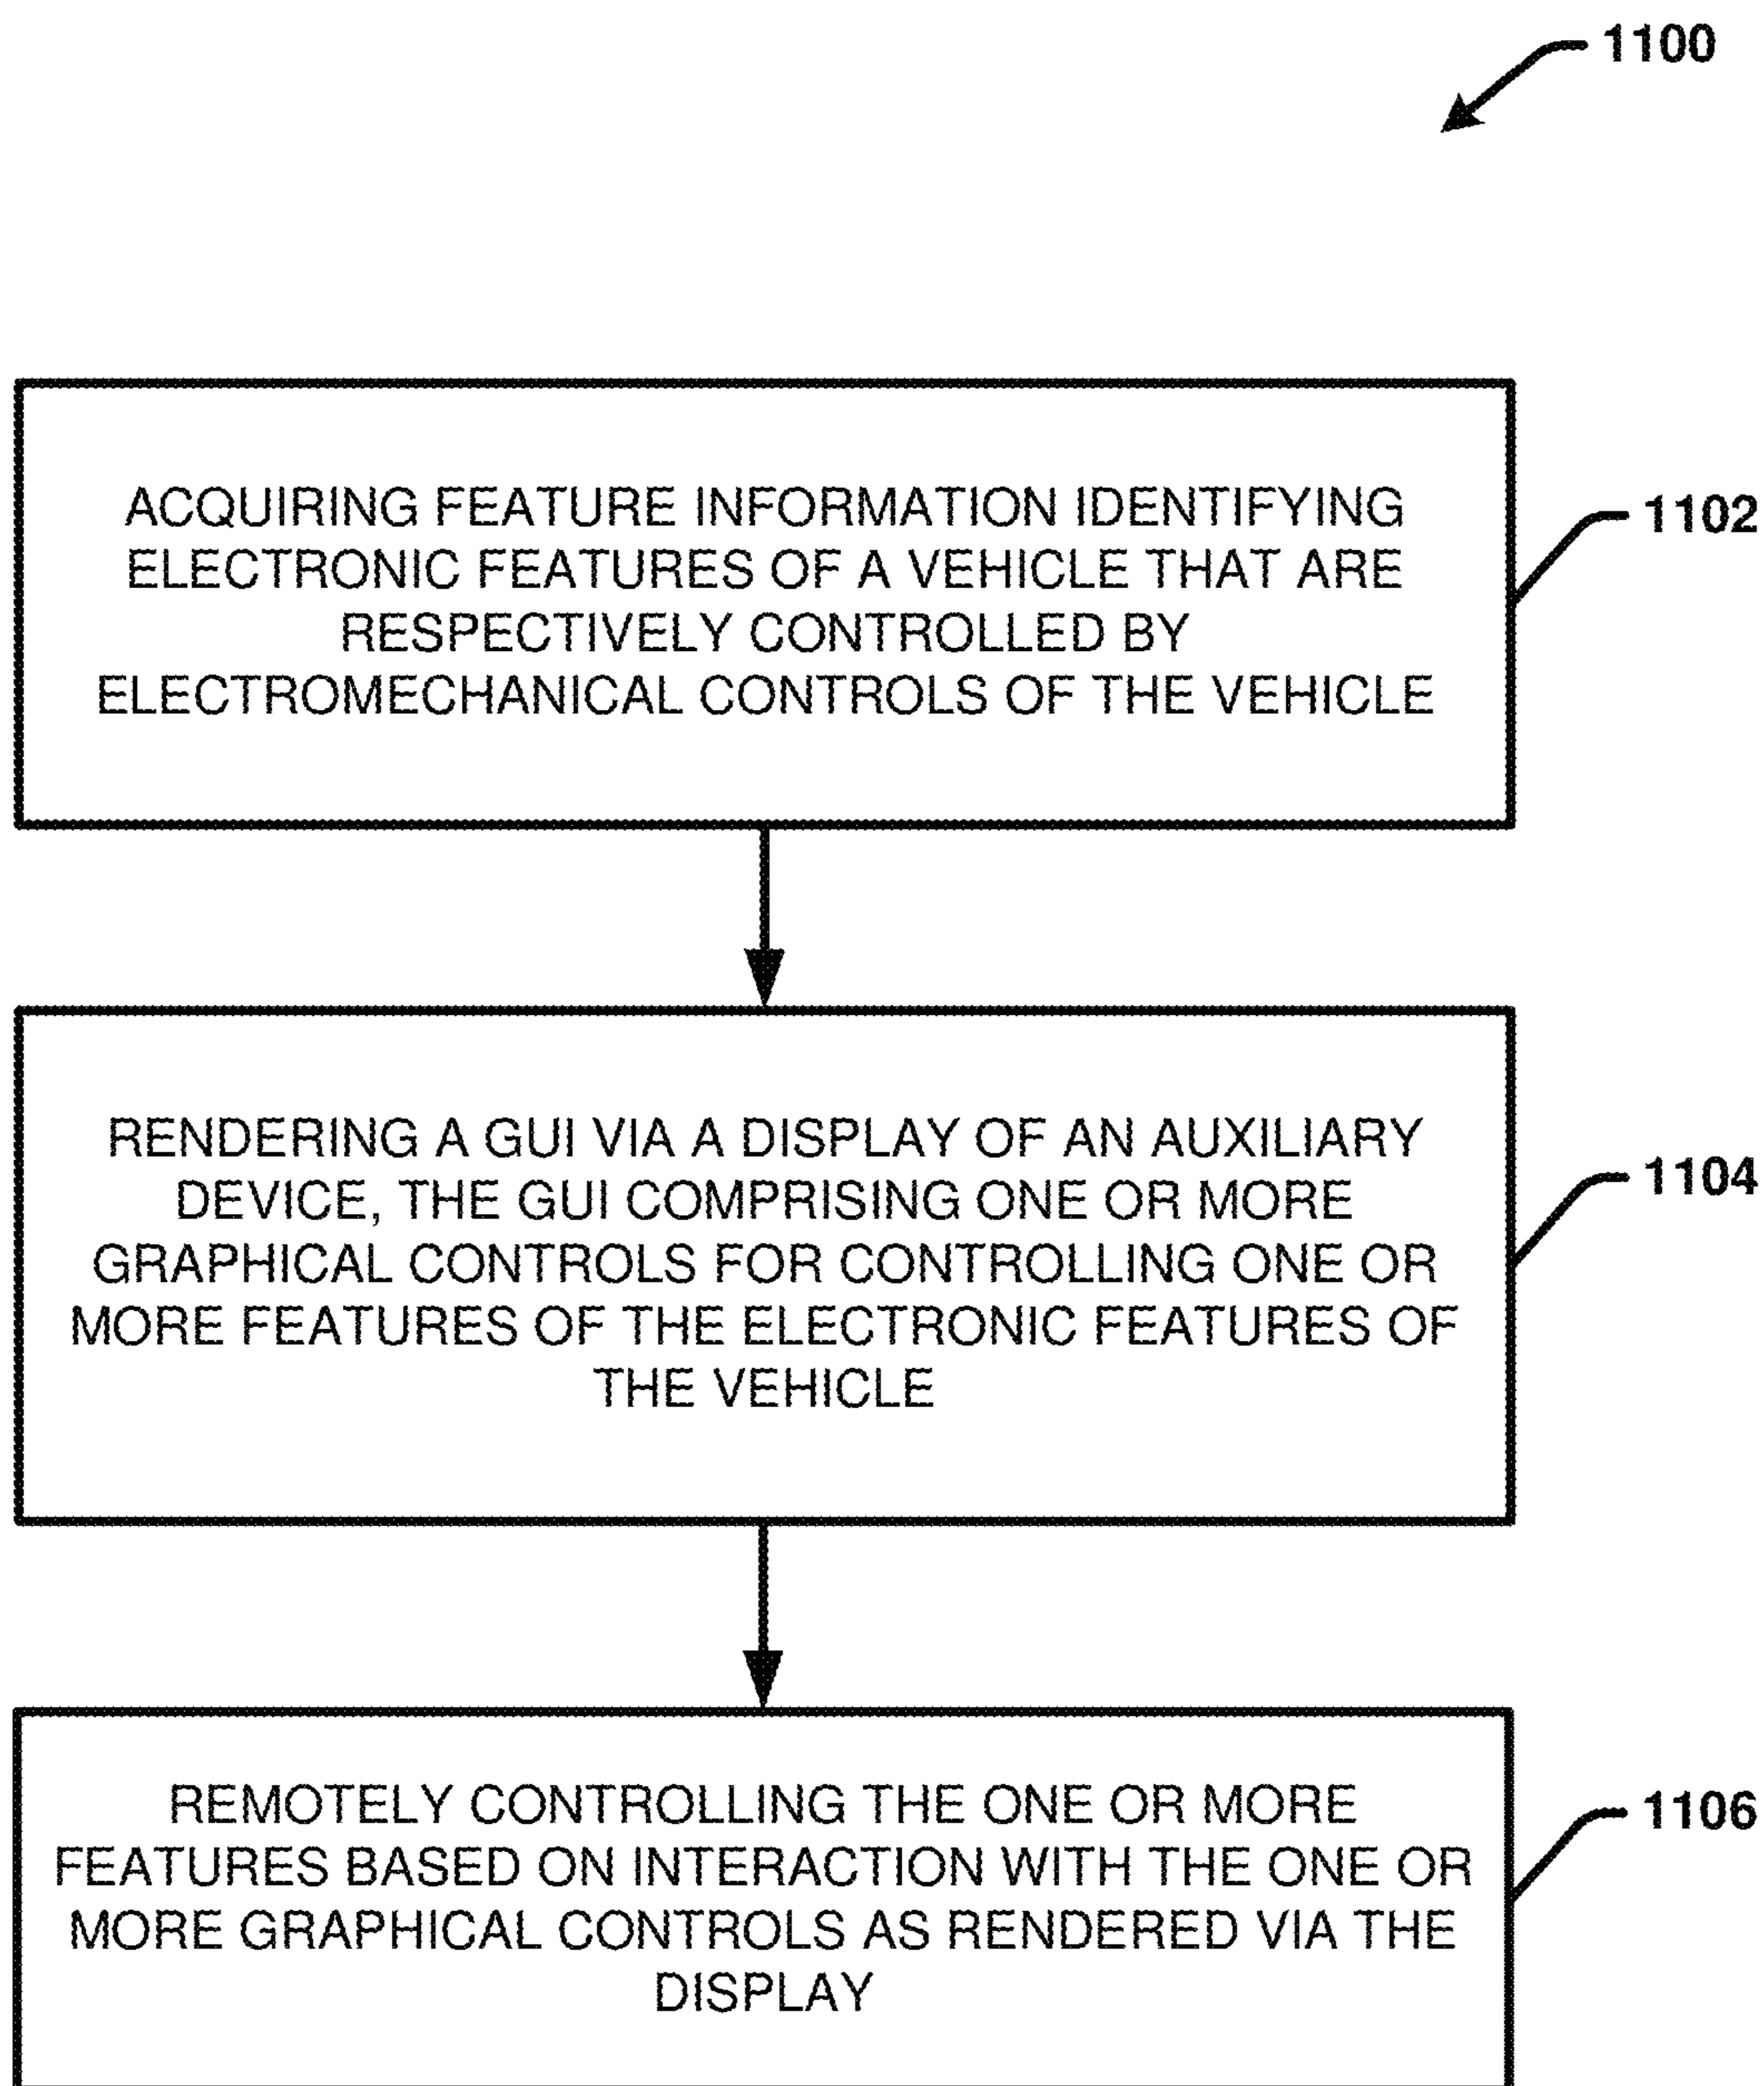 1100
ACQUIRING FEATURE INFORMATION IDENTIFYING
ELECTRONIC FEATURES OF A VEHICLE THAT ARE
RESPECTIVELY CONTROLLED BY
ELECTROMECHANICAL CONTROLS OF THE VEHICLE
1102
RENDERING A GUI VIA A DISPLAY OF AN AUXILIARY
DEVICE, THE GUI COMPRISING ONE OR MORE
GRAPHICAL CONTROLS FOR CONTROLLING ONE OR
MORE FEATURES OF THE ELECTRONIC FEATURES OF
THE VEHICLE
1104
REMOTELY CONTROLLING THE ONE OR MORE
FEATURES BASED ON INTERACTION WITH THE ONE OR
MORE GRAPHICAL CONTROLS AS RENDERED VIA THE
DISPLAY
1106